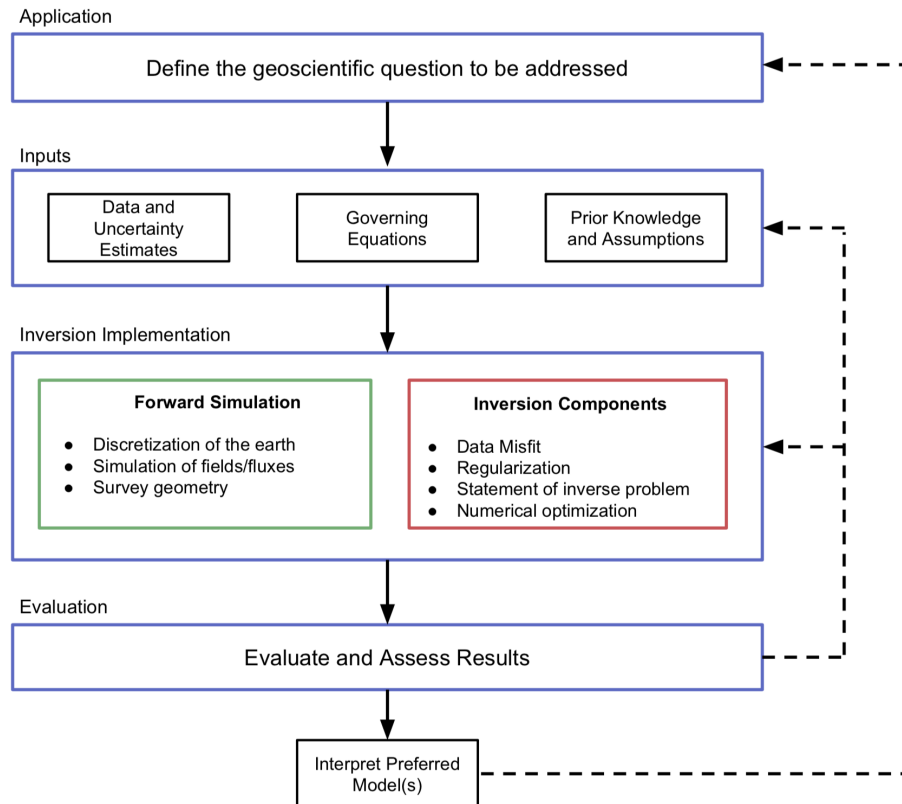 Application
Define the geoscientific question to be addressed
Inputs
Data and
Uncertainty
Estimates
Governing
Equations
Prior Knowledge
and Assumptions
Inversion Implementation
Forward Simulation
● Discretization of the earth
● Simulation of fields/fluxes
● Survey geometry
Inversion Components
● Data Misfit
● Regularization
● Statement of inverse problem
● Numerical optimization
Evaluation
Evaluate and Assess Results
Interpret Preferred
Model(s)